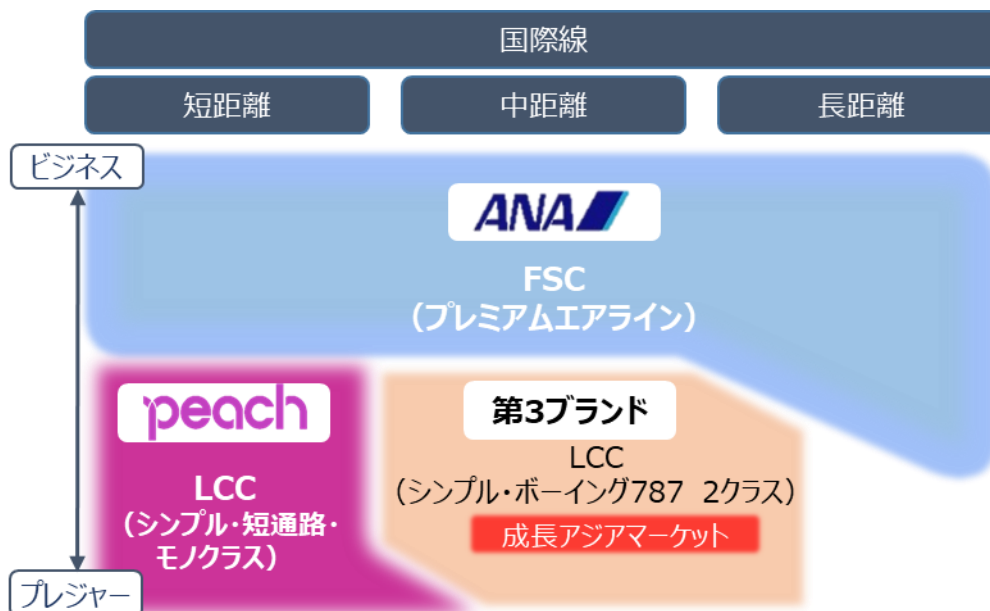 国際線
短距離
中距離
長距離
ビジネス
ANA
FSC
(プレミアムエアライン)
peach
LCC
(シンプル・短通路・
モノクラス)
第3ブランド
LCC
(シンプル・ボーイング787 2クラス)
成長アジアマーケット
プレジャー